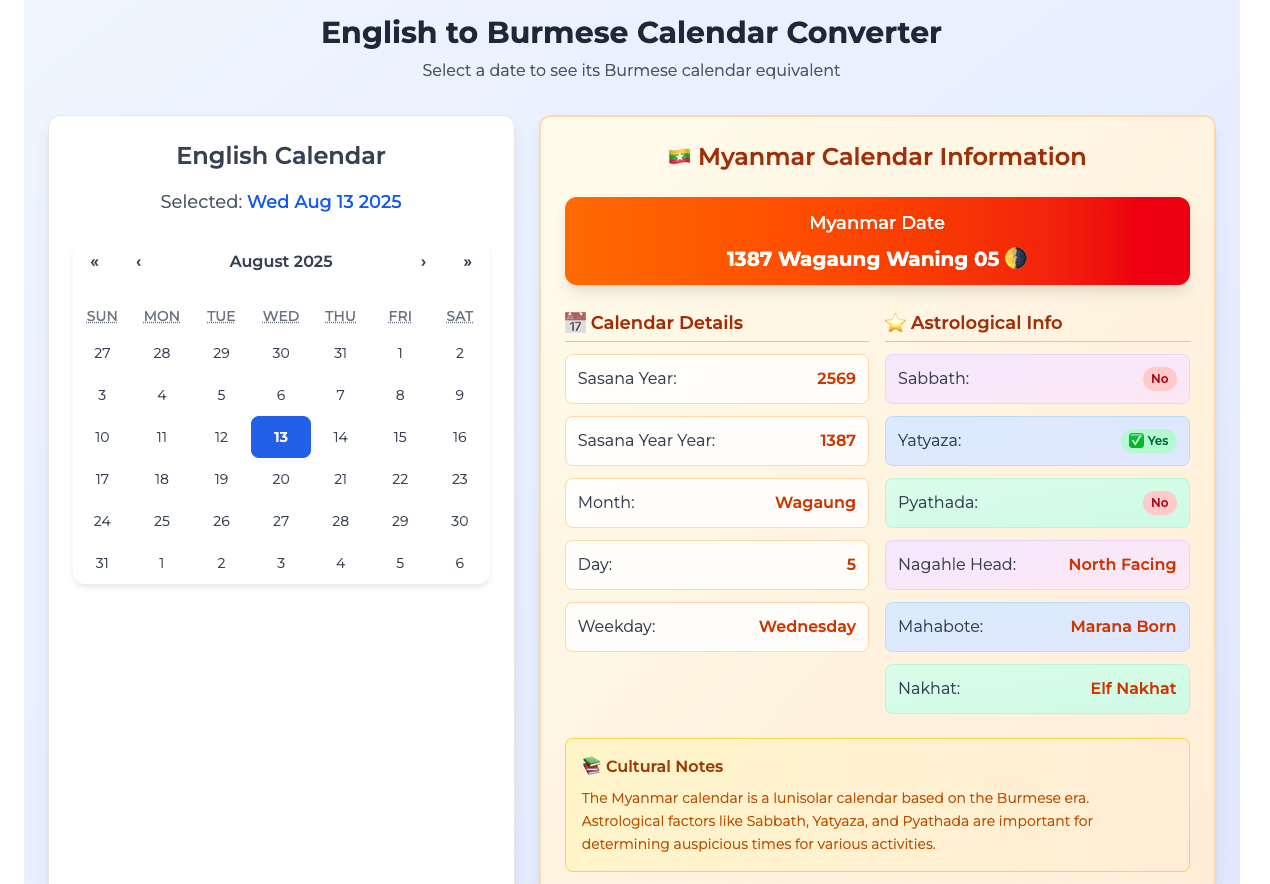 English to Burmese Calendar Converter
Select a date to see its Burmese calendar equivalent
English Calendar
Selected: Wed Aug 13 2025
« ‹ August 2025 › »
SUN MON TUE WED THU FRI SAT
27 28 29 30 31 1 2
3 4 5 6 7 8 9
10 11 12 13 14 15 16
17 18 19 20 21 22 23
24 25 26 27 28 29 30
31 1 2 3 4 5 6
🇲🇲 Myanmar Calendar Information
Myanmar Date
1387 Wagaung Waning 05 🌗
📅 Calendar Details
Sasana Year: 2569
Sasana Year Year: 1387
Month: Wagaung
Day: 5
Weekday: Wednesday
⭐ Astrological Info
Sabbath: No
Yatyaza: ✅ Yes
Pyathada: No
Nagahle Head: North Facing
Mahabote: Marana Born
Nakhat: Elf Nakhat
📚 Cultural Notes
The Myanmar calendar is a lunisolar calendar based on the Burmese era.
Astrological factors like Sabbath, Yatyaza, and Pyathada are important for
determining auspicious times for various activities.